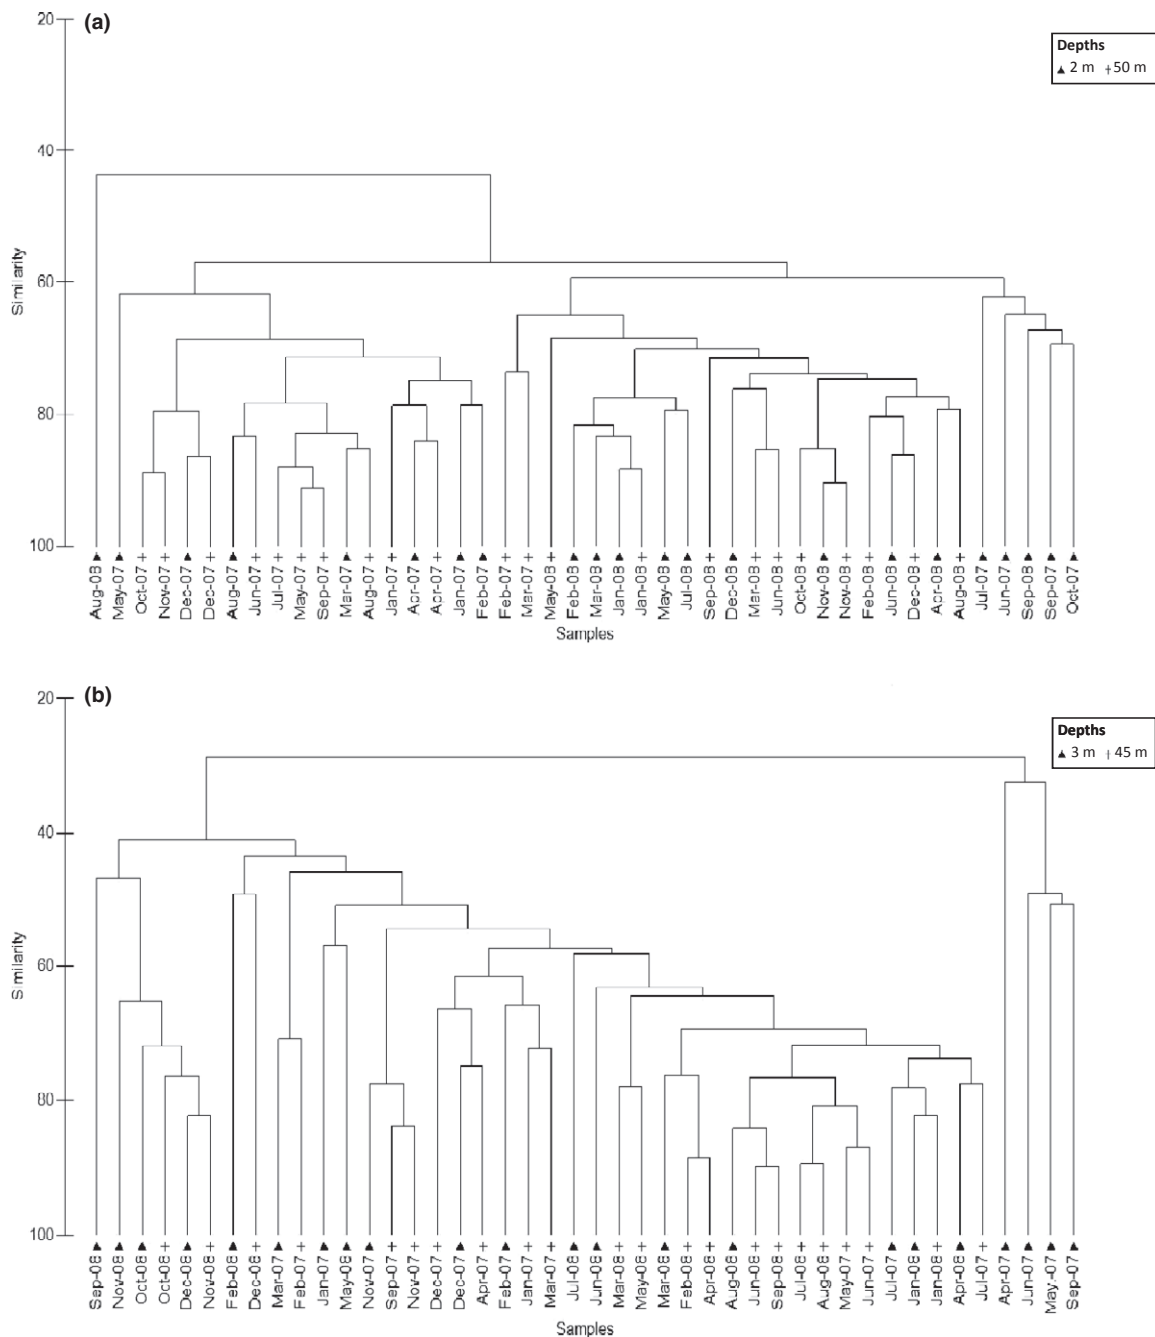 (a)
Depths
2 m 50 m
20
40
60
80
100
Similarity
Aug-08
May-07
Oct-07
Nov-07
Dec-07
Dec-07
Aug-07
Jun-07
Jul-07
May-07
Sep-07
Mar-07
Aug-07
Jan-07
Apr-07
Apr-07
Jan-07
Feb-07
Feb-07
Mar-07
May-08
Feb-08
Mar-08
Jan-08
Jan-08
May-08
Jul-08
Sep-08
Dec-08
Mar-08
Jun-08
Oct-08
Nov-08
Nov-08
Feb-08
Jun-08
Dec-08
Apr-08
Aug-08
Jul-07
Jun-07
Sep-08
Sep-07
Oct-07
Samples
(b)
Depths
3 m 45 m
20
40
60
80
100
Similarity
Sep-08
Nov-08
Oct-08
Oct-08
Dec-08
Nov-08
Feb-08
Dec-08
Mar-07
Feb-07
Jan-07
May-08
Nov-07
Sep-07
Nov-07
Dec-07
Dec-07
Apr-07
Feb-07
Jan-07
Mar-07
Jul-08
Jun-08
Mar-08
May-08
Mar-08
Feb-08
Apr-08
Aug-08
Jun-08
Sep-08
Jul-08
Aug-08
May-07
Jun-07
Jul-07
Jan-08
Jan-08
Apr-08
Jul-07
Apr-07
Jun-07
May,-07
Sep-07
Samples